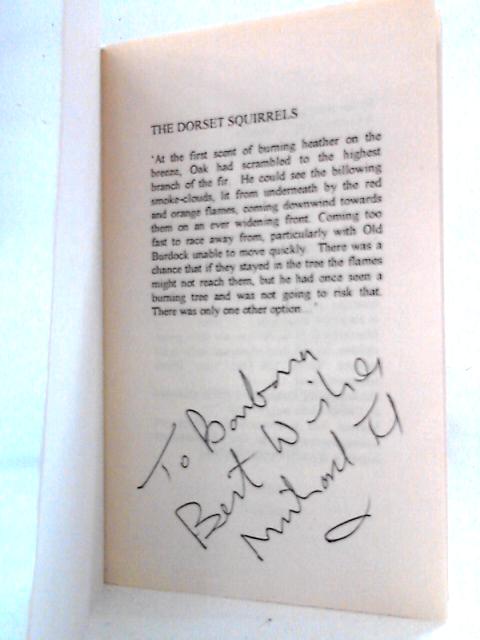 THE DORSET SQUIRRELS
'At the first scent of burning heather on the
breeze, Oak had scrambled to the highest
branch of the fir. He could see the billowing
smoke-clouds, lit from underneath by the red
and orange flames, coming downwind towards
them on an ever widening front. Coming too
fast to race away from, particularly with Old
Burdock unable to move quickly. There was a
chance that if they stayed in the tree the flames
might not reach them, but he had once seen a
burning tree and was not going to risk that.
There was only one other option...'
To Barbara
Best Wishes
Michael